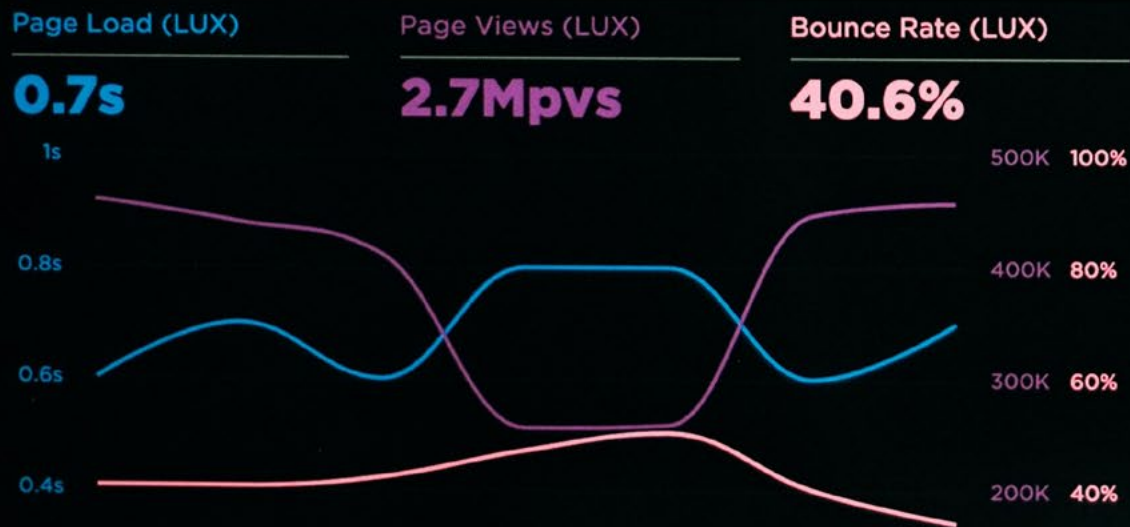 Page Load (LUX)
0.7s
Page Views (LUX)
2.7Mpvs
Bounce Rate (LUX)
40.6%
1s
0.8s
0.6s
0.4s
500K 100%
400K 80%
300K 60%
200K 40%